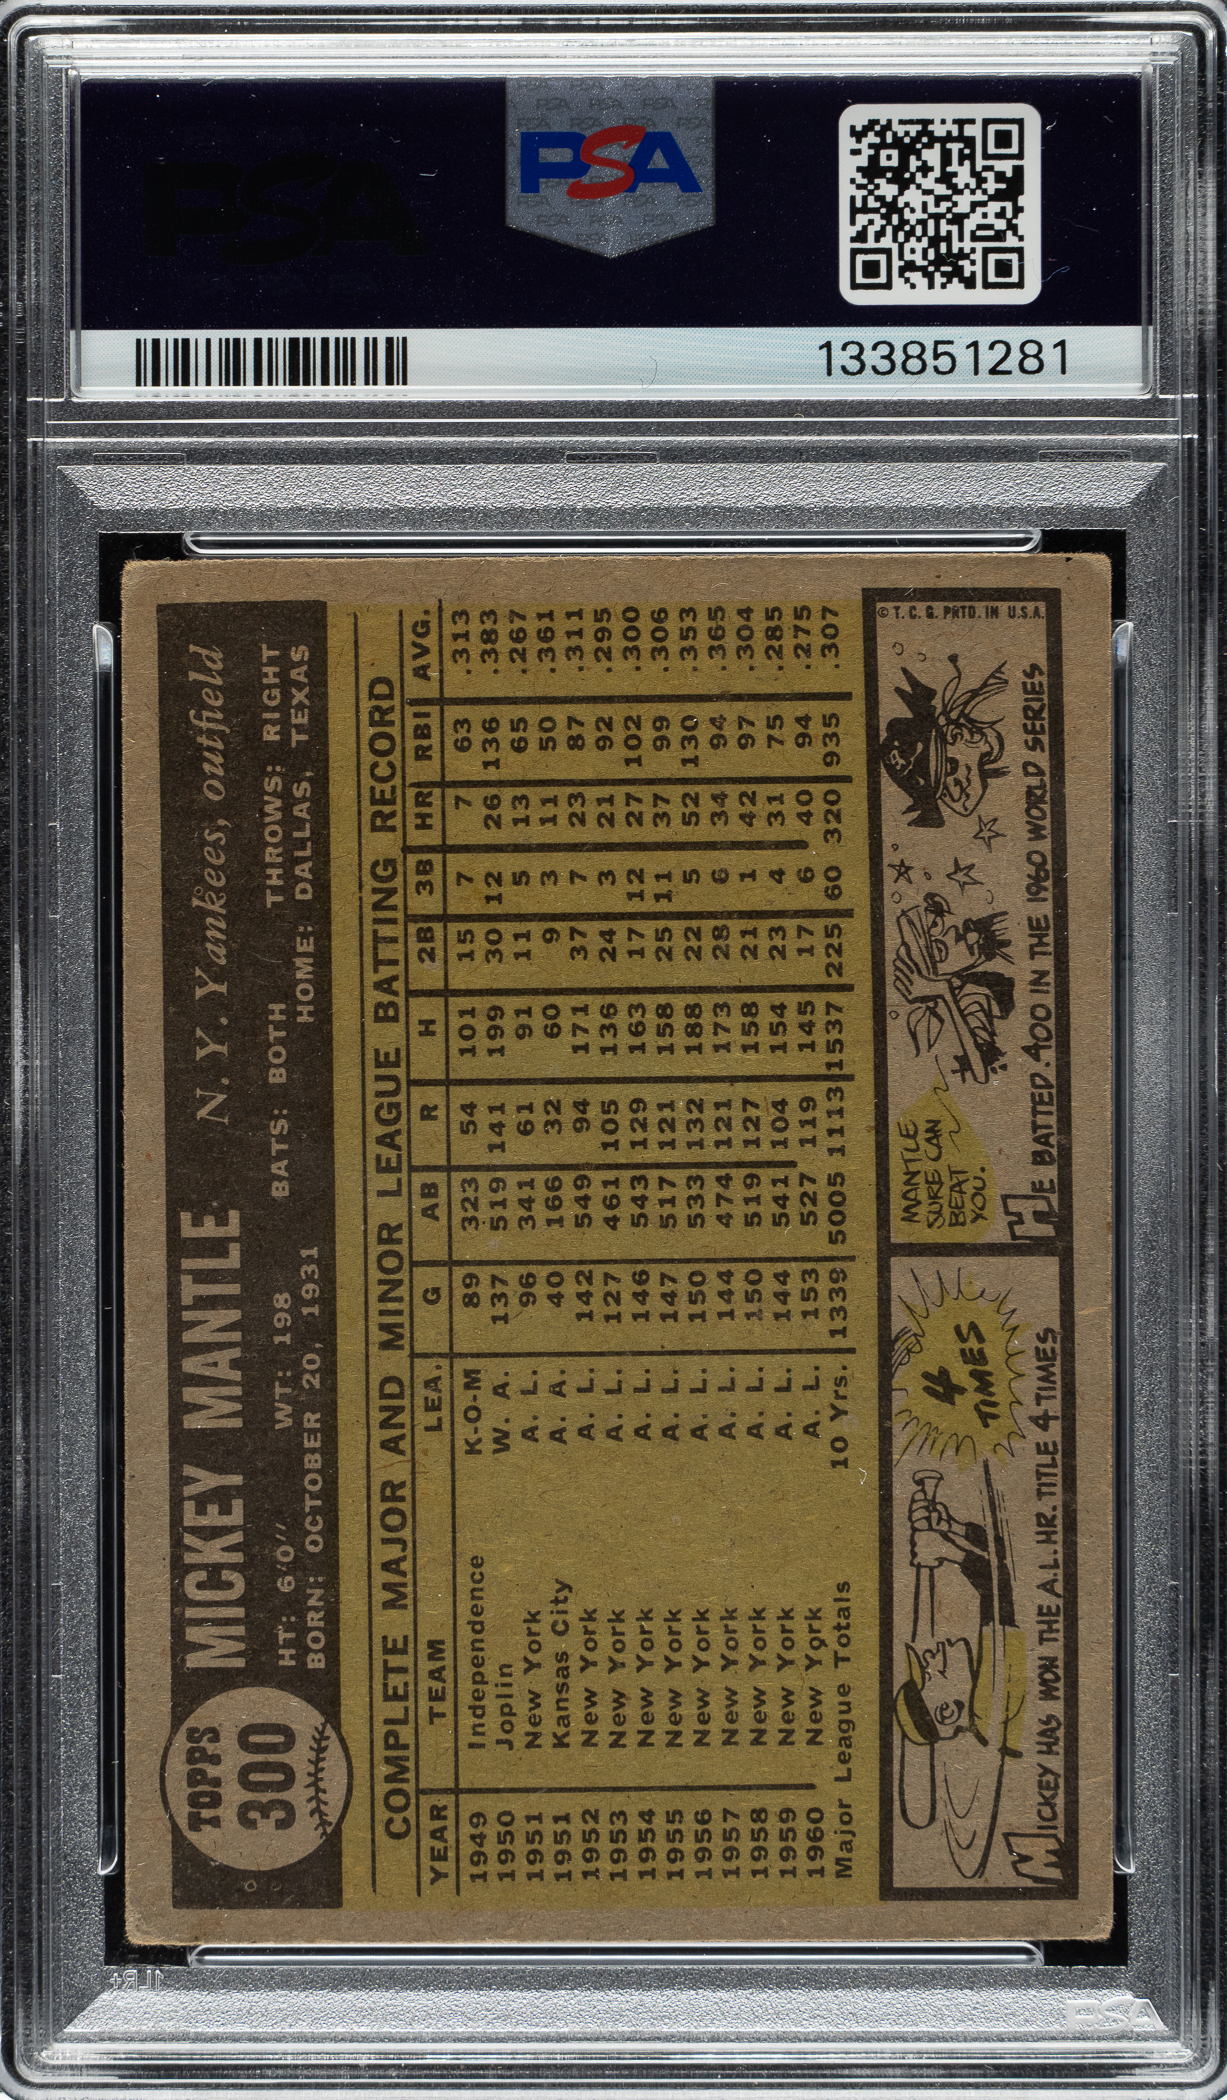 PSA
PSA
133851281
TOPPS
300
MICKEY MANTLE N. Y. Yankees, outfield
HT: 6'0" WT: 198 BATS: BOTH THROWS: RIGHT
BORN: OCTOBER 20, 1931 HOME: DALLAS, TEXAS
COMPLETE MAJOR AND MINOR LEAGUE BATTING RECORD
YEAR TEAM LEA. G AB R H 2B 3B HR RBI AVG.
1949 Independence K-O-M 89 323 54 101 15 7 7 63 .313
1950 Joplin W. A. 137 519 141 199 30 12 26 136 .383
1951 New York A. L. 96 341 61 91 11 5 13 65 .267
1951 Kansas City A. A. 40 166 32 60 9 3 11 50 .361
1952 New York A. L. 142 549 94 171 37 7 23 87 .311
1953 New York A. L. 127 461 105 136 24 3 21 92 .295
1954 New York A. L. 146 543 129 163 17 12 27 102 .300
1955 New York A. L. 147 517 121 158 25 11 37 99 .306
1956 New York A. L. 150 533 132 188 22 5 52 130 .353
1957 New York A. L. 144 474 121 173 28 6 34 94 .365
1958 New York A. L. 150 519 127 158 21 1 42 97 .304
1959 New York A. L. 144 541 104 154 23 4 31 75 .285
1960 New York A. L. 153 527 119 145 17 6 40 94 .275
Major League Totals 10 Yrs. 1339 5005 1113 1537 225 60 320 935 .307
4
TIMES
MICKEY HAS WON THE A.L. HR. TITLE 4 TIMES
MANTLE
SURE CAN
BEAT
YOU.
HE BATTED .400 IN THE 1960 WORLD SERIES
© T. C. G. PRTD. IN U.S.A.
1LR+
PSA